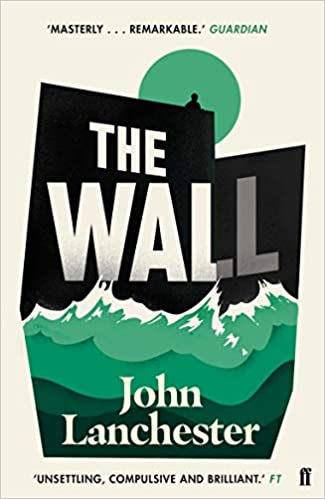 ‘MASTERLY . . . REMARKABLE.’ GUARDIAN
THE
WALL
John
Lanchester
‘UNSETTLING, COMPULSIVE AND BRILLIANT.’ FT
ff